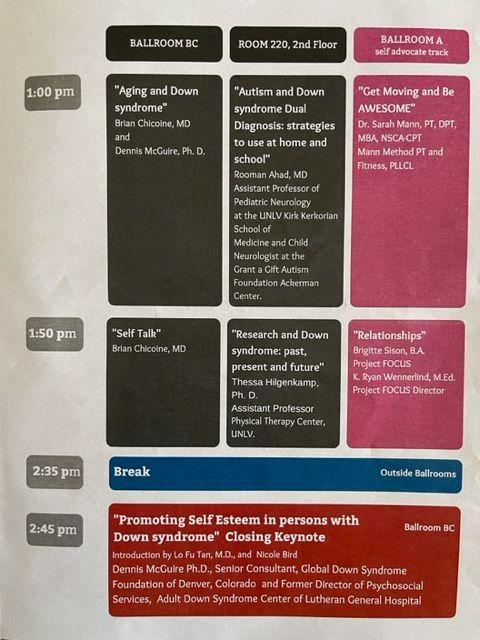 BALLROOM BC
ROOM 220, 2nd Floor
BALLROOM A
self advocate track
1:00 pm
"Aging and Down
syndrome"
Brian Chicoine, MD
and
Dennis McGuire, Ph. D.
"Autism and Down
syndrome Dual
Diagnosis: strategies
to use at home and
school"
Rooman Ahad, MD
Assistant Professor of
Pediatric Neurology
at the UNLV Kirk Kerkorian
School of
Medicine and Child
Neurologist at the
Grant a Gift Autism
Foundation Ackerman
Center.
"Get Moving and Be
AWESOME"
Dr. Sarah Mann, PT, DPT,
MBA, NSCA-CPT
Mann Method PT and
Fitness, PLLCL
1:50 pm
"Self Talk"
Brian Chicoine, MD
"Research and Down
syndrome: past,
present and future"
Thessa Hilgenkamp,
Ph. D.
Assistant Professor
Physical Therapy Center,
UNLV.
"Relationships"
Brigitte Sison, B.A.
Project FOCUS
K. Ryan Wennerlind, M.Ed.
Project FOCUS Director
2:35 pm
Break
Outside Ballrooms
2:45 pm
"Promoting Self Esteem in persons with
Down syndrome" Closing Keynote
Ballroom BC
Introduction by Lo Fu Tan, M.D., and Nicole Bird
Dennis McGuire Ph.D., Senior Consultant, Global Down Syndrome
Foundation of Denver, Colorado and Former Director of Psychosocial
Services, Adult Down Syndrome Center of Lutheran General Hospital